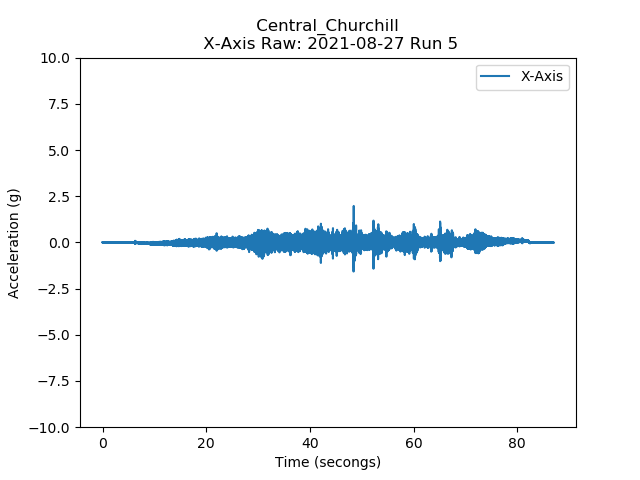 Central_Churchill
X-Axis Raw: 2021-08-27 Run 5
X-Axis
10.0
7.5
5.0
2.5
0.0
−2.5
−5.0
−7.5
−10.0
Acceleration (g)
0 20 40 60 80
Time (secongs)